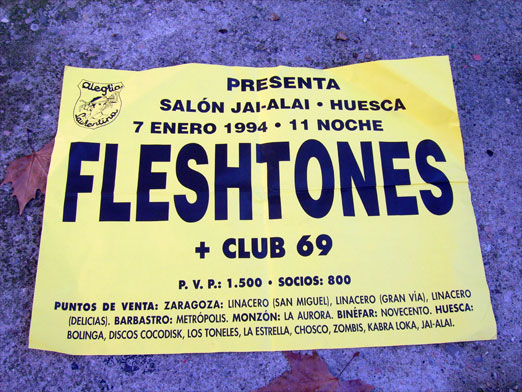 Alegría
Laurentina
PRESENTA
SALÓN JAI-ALAI • HUESCA
7 ENERO 1994 • 11 NOCHE
FLESHTONES
+ CLUB 69
P. V. P.: 1.500 • SOCIOS: 800
PUNTOS DE VENTA: ZARAGOZA: LINACERO (SAN MIGUEL), LINACERO (GRAN VÍA), LINACERO
(DELICIAS). BARBASTRO: METRÓPOLIS. MONZÓN: LA AURORA. BINÉFAR: NOVECENTO. HUESCA:
BOLINGA, DISCOS COCODISK, LOS TONELES, LA ESTRELLA, CHOSCO, ZOMBIS, KABRA LOKA, JAI-ALAI.